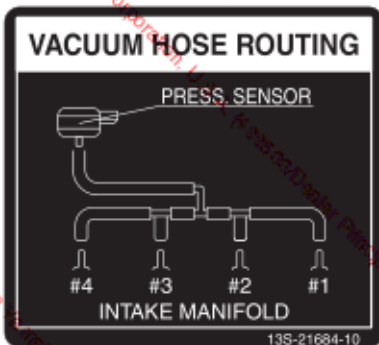 VACUUM HOSE ROUTING
PRESS. SENSOR
#4 #3 #2 #1
INTAKE MANIFOLD
13S-21684-10